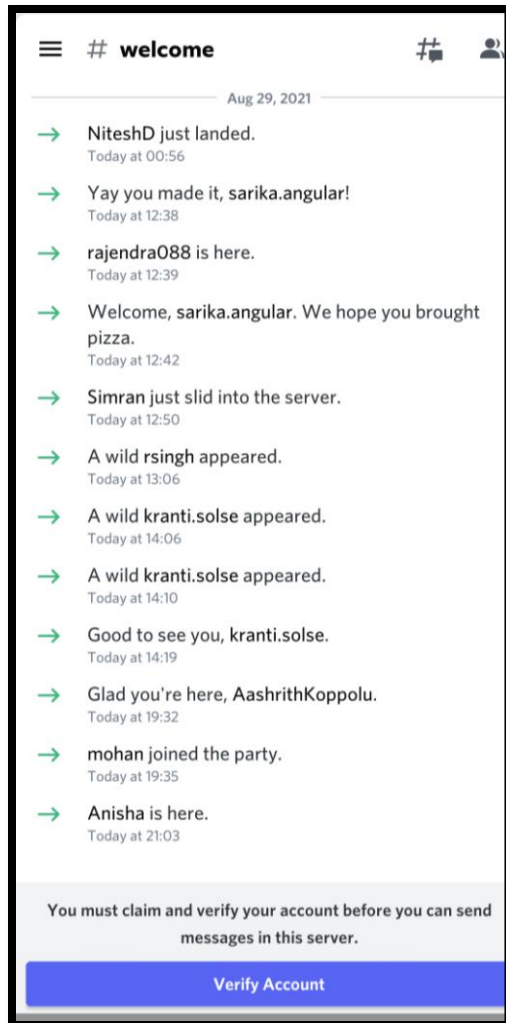 # welcome
Aug 29, 2021
NiteshD just landed.
Today at 00:56
Yay you made it, sarika.angular!
Today at 12:38
rajendra088 is here.
Today at 12:39
Welcome, sarika.angular. We hope you brought
pizza.
Today at 12:42
Simran just slid into the server.
Today at 12:50
A wild rsingh appeared.
Today at 13:06
A wild kranti.solse appeared.
Today at 14:06
A wild kranti.solse appeared.
Today at 14:10
Good to see you, kranti.solse.
Today at 14:19
Glad you're here, AashrithKoppolu.
Today at 19:32
mohan joined the party.
Today at 19:35
Anisha is here.
Today at 21:03
You must claim and verify your account before you can send
messages in this server.
Verify Account